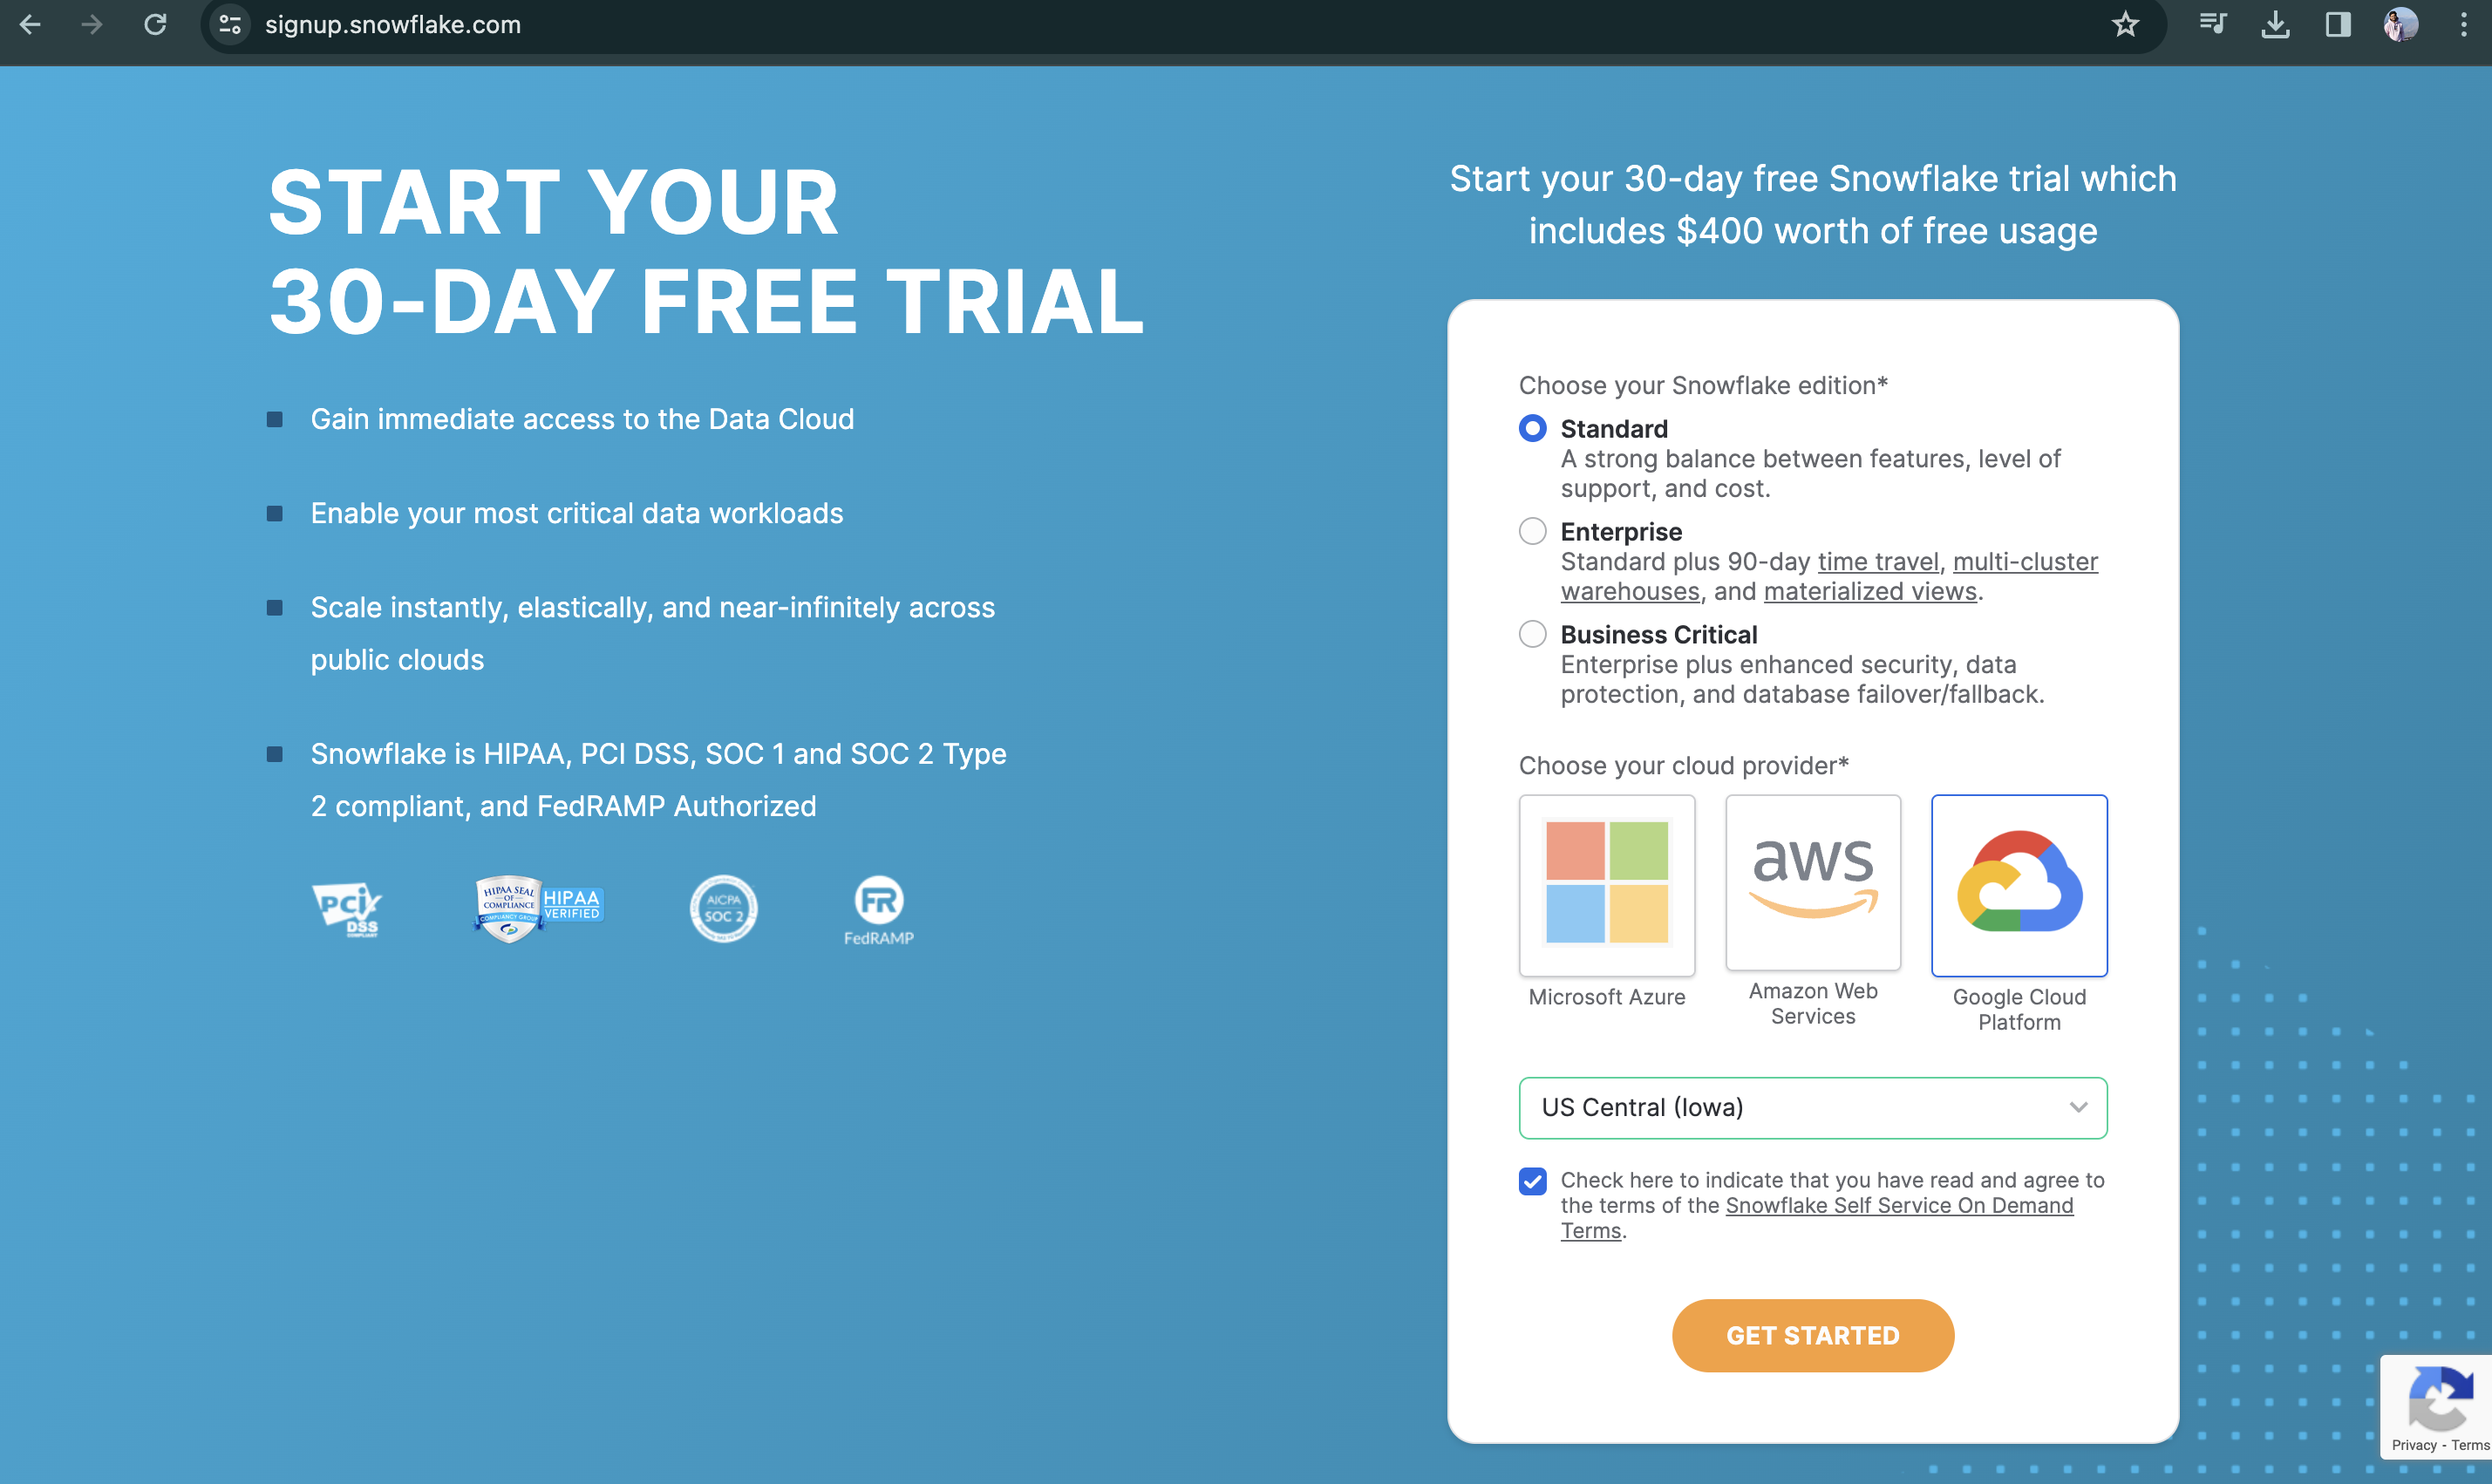 signup.snowflake.com
START YOUR
30-DAY FREE TRIAL
Gain immediate access to the Data Cloud
Enable your most critical data workloads
Scale instantly, elastically, and near-infinitely across
public clouds
Snowflake is HIPAA, PCI DSS, SOC 1 and SOC 2 Type
2 compliant, and FedRAMP Authorized
PCI
DSS
COMPLIANT
HIPAA SEAL
OF
COMPLIANCE
COMPLIANCY GROUP
HIPAA
VERIFIED
AICPA
SOC 2
FR
FedRAMP
Start your 30-day free Snowflake trial which
includes $400 worth of free usage
Choose your Snowflake edition*
Standard
A strong balance between features, level of
support, and cost.
Enterprise
Standard plus 90-day time travel, multi-cluster
warehouses, and materialized views.
Business Critical
Enterprise plus enhanced security, data
protection, and database failover/fallback.
Choose your cloud provider*
aws
Microsoft Azure
Amazon Web
Services
Google Cloud
Platform
US Central (Iowa)
Check here to indicate that you have read and agree to
the terms of the Snowflake Self Service On Demand
Terms.
GET STARTED
Privacy - Terms